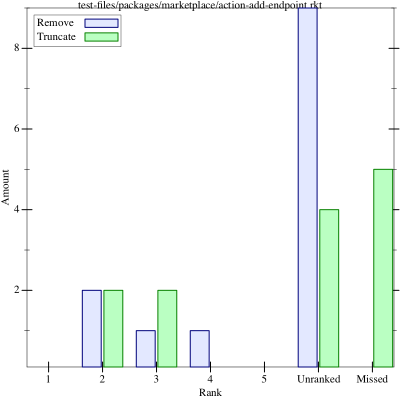 test-files/packages/marketplace/action-add-endpoint.rkt
Remove
Truncate
8
6
4
2
Amount
1 2 3 4 5 Unranked Missed
Rank